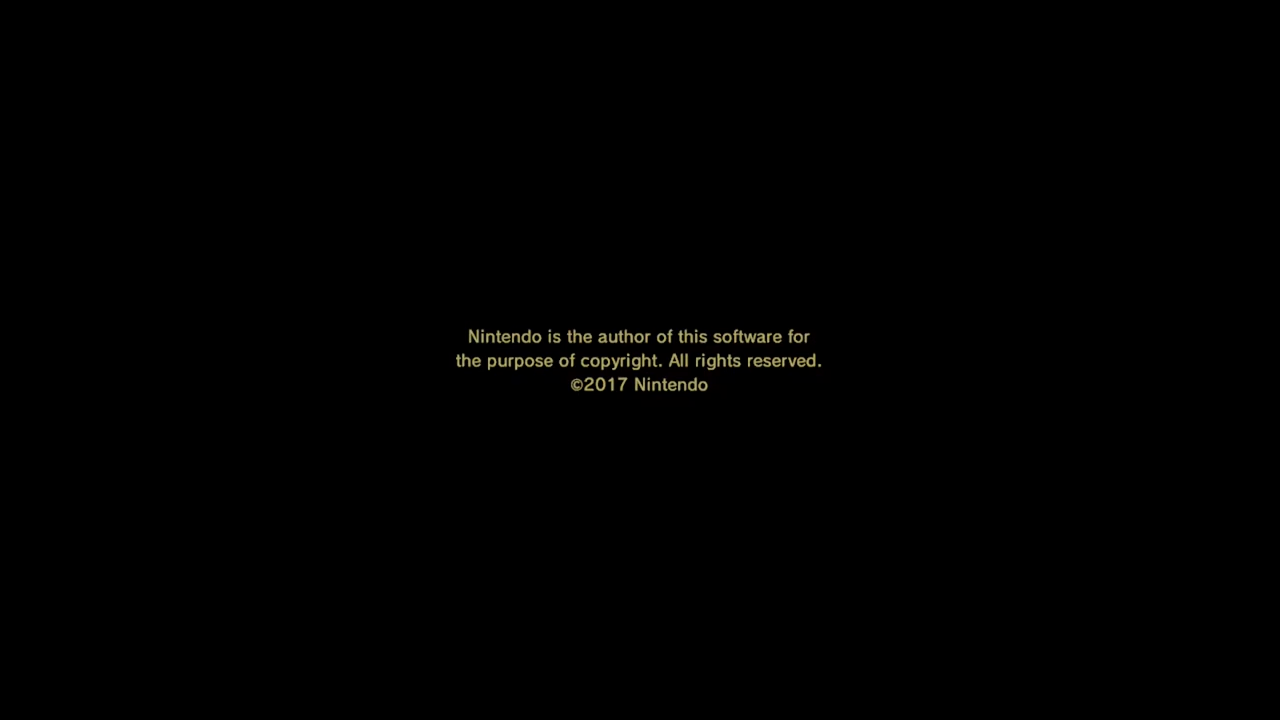 Nintendo is the author of this software for
the purpose of copyright. All rights reserved.
©2017 Nintendo